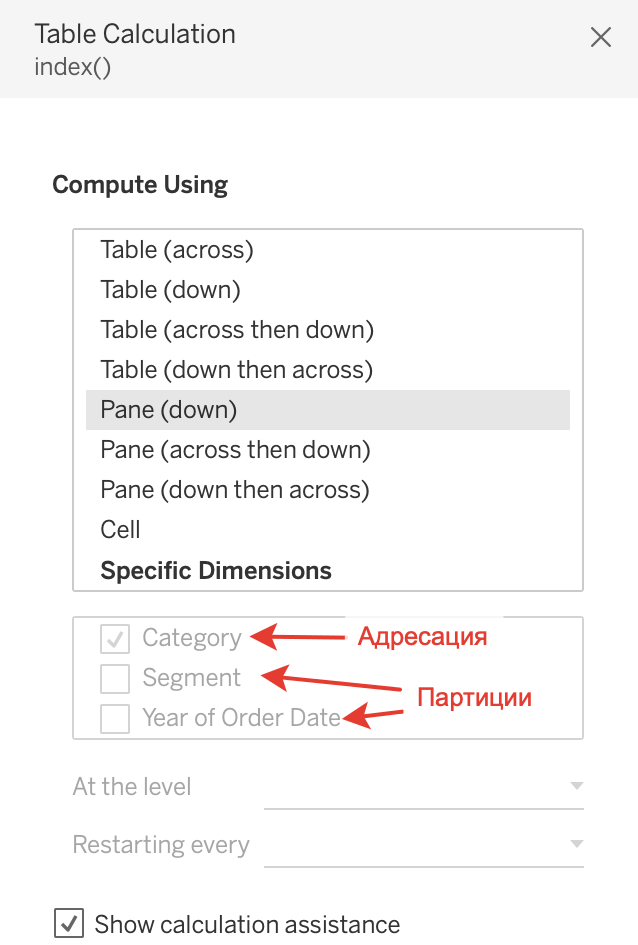 Table Calculation
index()
Compute Using
Table (across)
Table (down)
Table (across then down)
Table (down then across)
Pane (down)
Pane (across then down)
Pane (down then across)
Cell
Specific Dimensions
Category Адресация
Segment
Партиции
Year of Order Date
At the level
Restarting every
Show calculation assistance